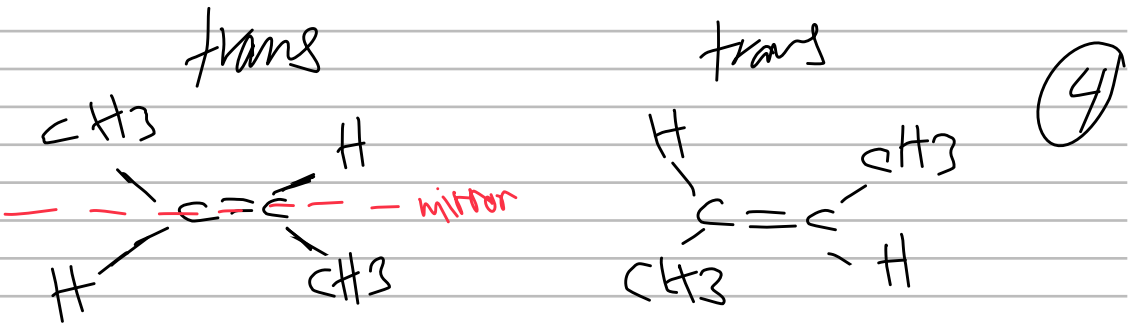 trans trans
4
CH3 H H CH3
C=C mirror C=C
H CH3 CH3 H